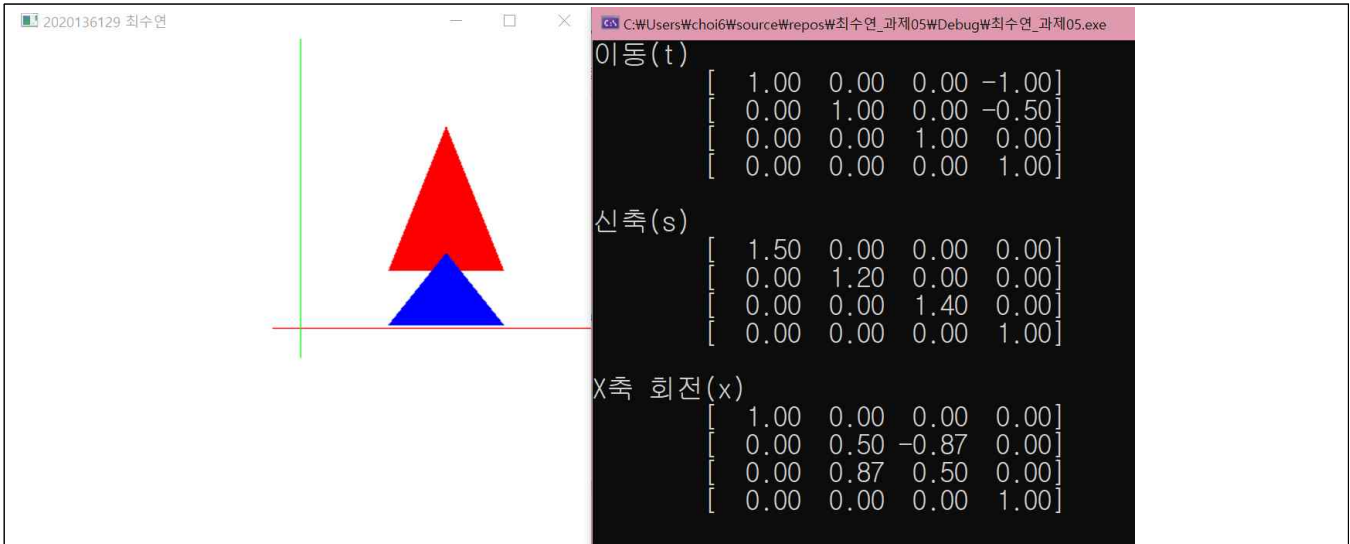 2020136129 최수연
C:₩Users₩choi6₩source₩repos₩최수연_과제05₩Debug₩최수연_과제05.exe
이동(t)
[ 1.00 0.00 0.00 -1.00]
[ 0.00 1.00 0.00 -0.50]
[ 0.00 0.00 1.00 0.00]
[ 0.00 0.00 0.00 1.00]
신축(s)
[ 1.50 0.00 0.00 0.00]
[ 0.00 1.20 0.00 0.00]
[ 0.00 0.00 1.40 0.00]
[ 0.00 0.00 0.00 1.00]
X축 회전(x)
[ 1.00 0.00 0.00 0.00]
[ 0.00 0.50 -0.87 0.00]
[ 0.00 0.87 0.50 0.00]
[ 0.00 0.00 0.00 1.00]